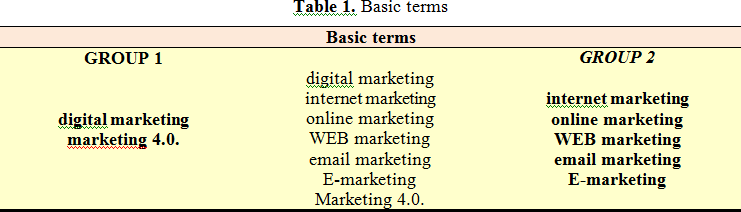 Table 1. Basic terms
Basic terms
GROUP 1
digital marketing
marketing 4.0.
digital marketing
internet marketing
online marketing
WEB marketing
email marketing
E-marketing
Marketing 4.0.
GROUP 2
internet marketing
online marketing
WEB marketing
email marketing
E-marketing